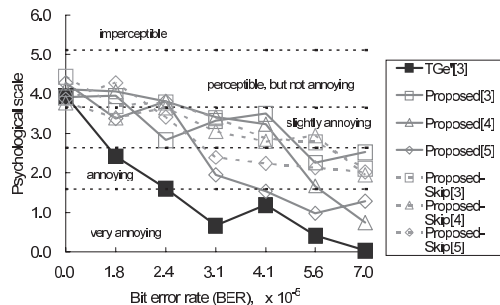 6.0
5.0
4.0
3.0
2.0
1.0
0.0
Psychological scale
imperceptible
perceptible, but not annoying
slightly annoying
annoying
very annoying
0.0 1.8 2.4 3.1 4.1 5.6 7.0
Bit error rate (BER), x 10-5
Proposed[3]
Proposed[4]
Proposed[5]
Proposed-
Skip[3]
Proposed-
Skip[4]
Proposed-
Skip[5]